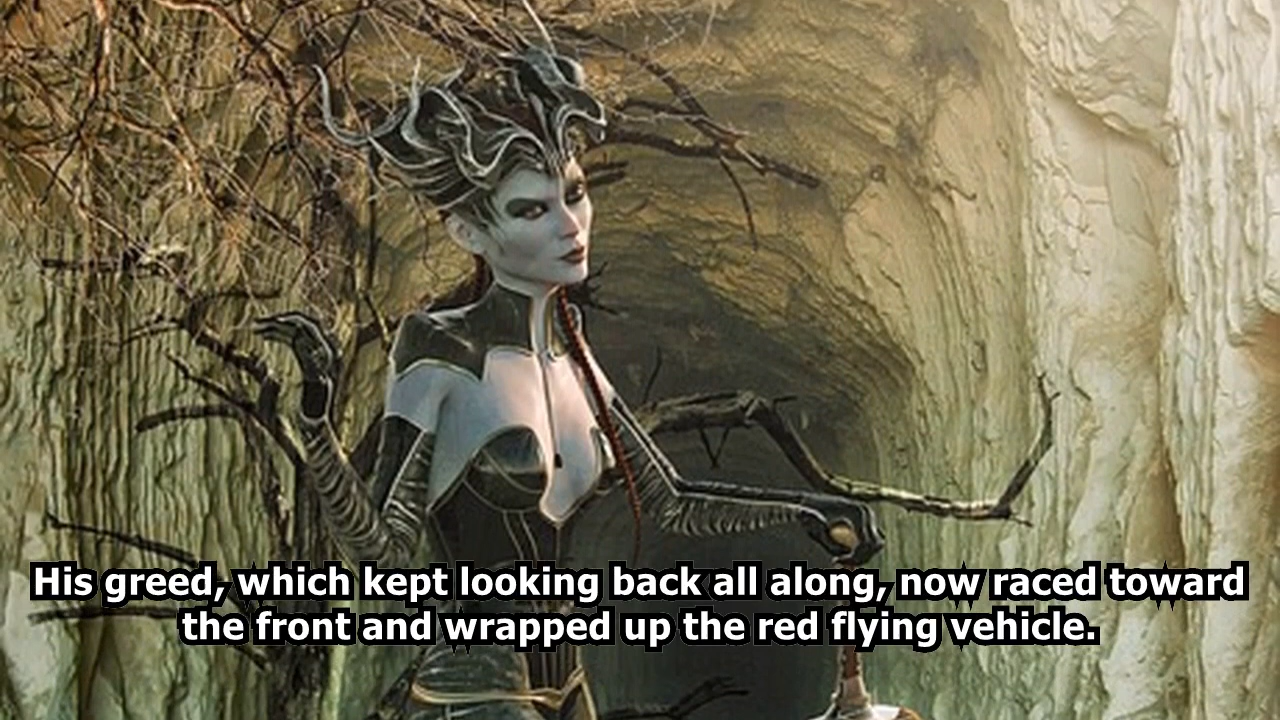 His greed, which kept looking back all along, now raced toward
the front and wrapped up the red flying vehicle.